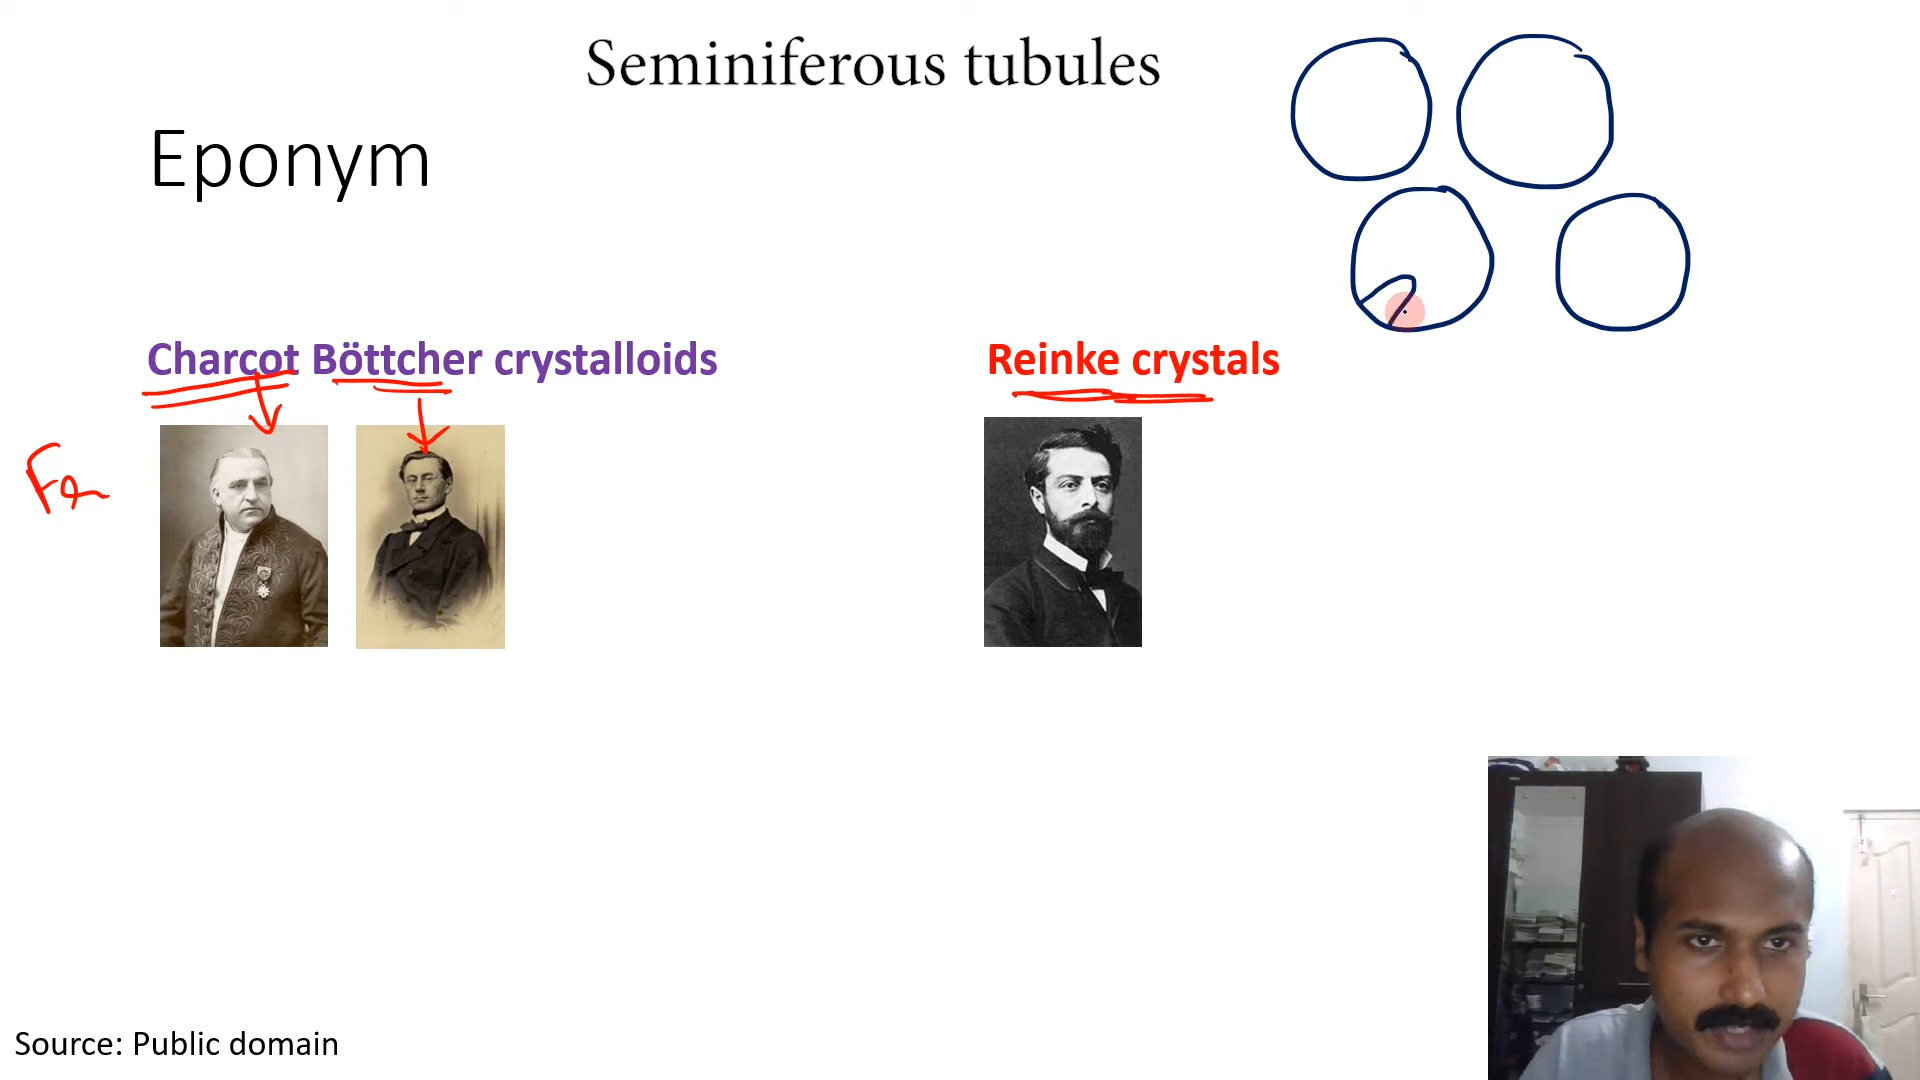 Seminiferous tubules
Eponym
Charcot Böttcher crystalloids
Reinke crystals
Source: Public domain